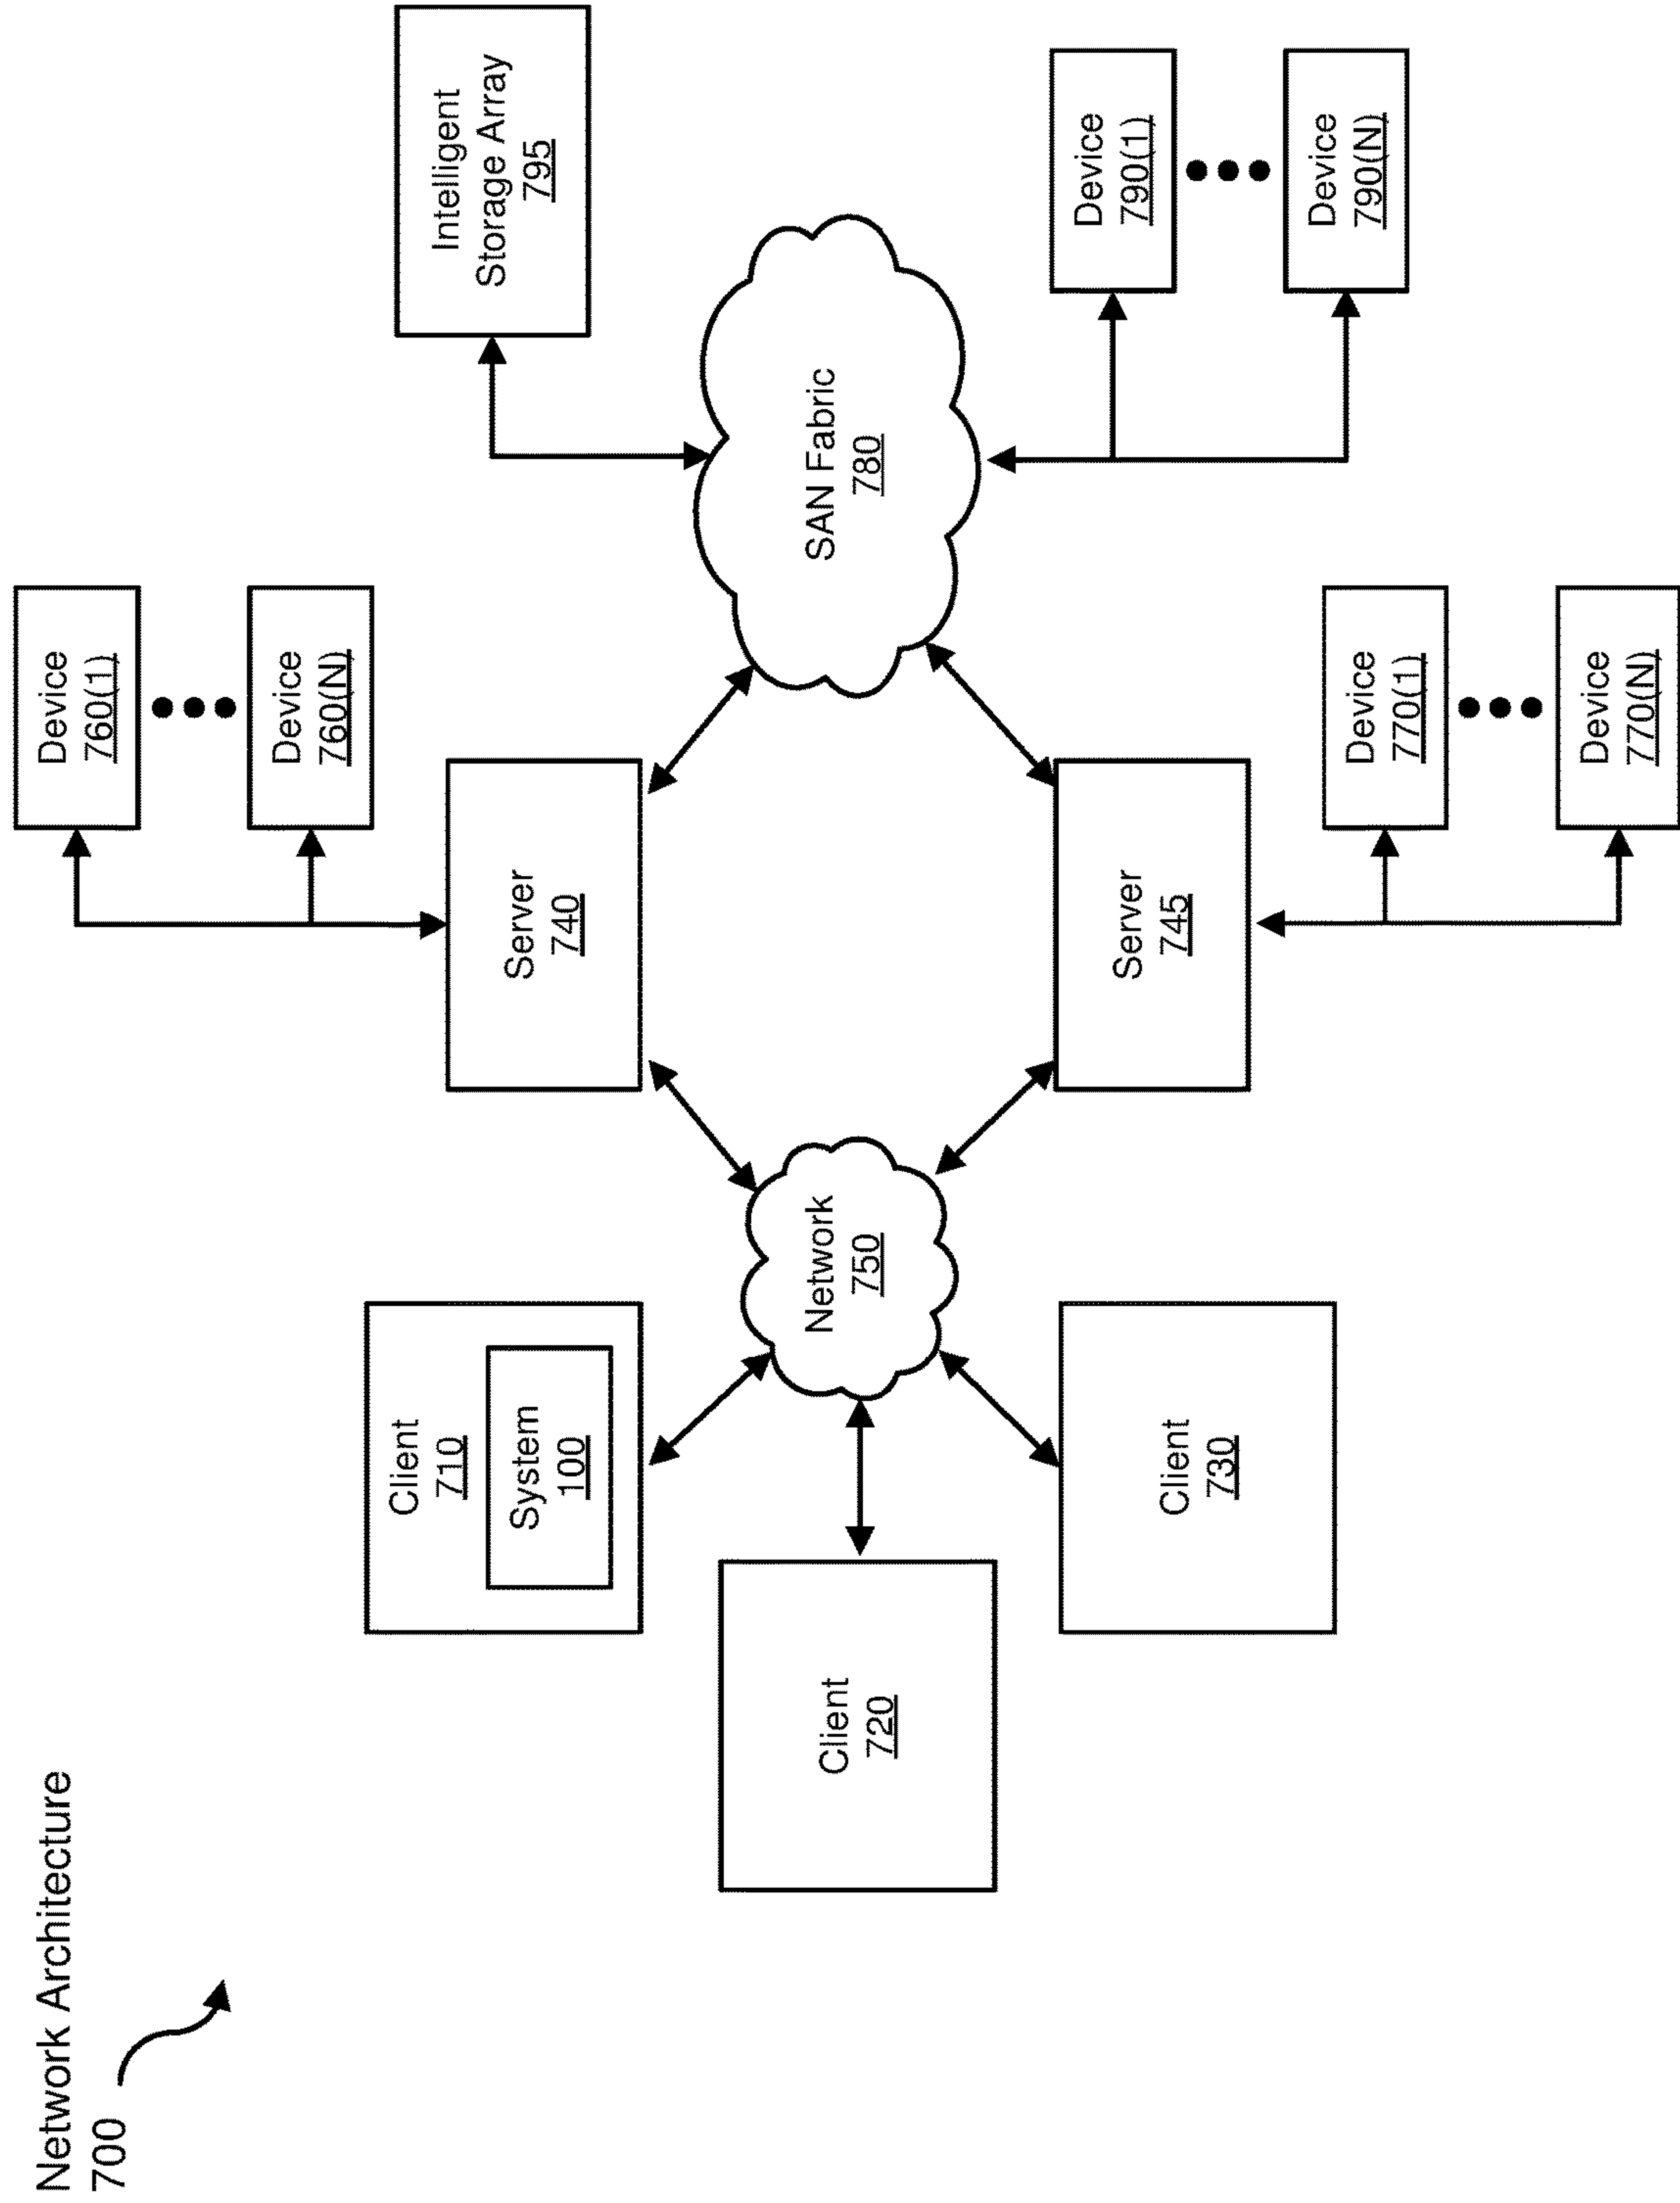 Network Architecture
700
Client
710
System
100
Client
720
Client
730
Network
750
Server
740
Server
745
Device
760(1)
Device
760(N)
Device
770(1)
Device
770(N)
SAN Fabric
780
Intelligent
Storage Array
795
Device
790(1)
Device
790(N)